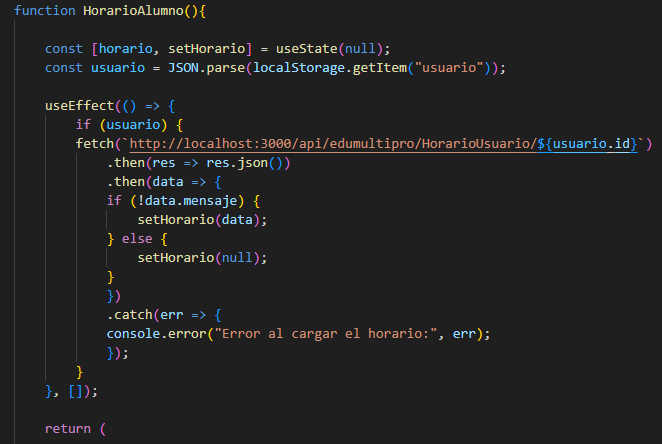 function HorarioAlumno(){
const [horario, setHorario] = useState(null);
const usuario = JSON.parse(localStorage.getItem("usuario"));
useEffect(() => {
if (usuario) {
fetch(`http://localhost:3000/api/edumultipro/HorarioUsuario/${usuario.id}`)
.then(res => res.json())
.then(data => {
if (!data.mensaje) {
setHorario(data);
} else {
setHorario(null);
}
})
.catch(err => {
console.error("Error al cargar el horario:", err);
});
}
}, []);
return (